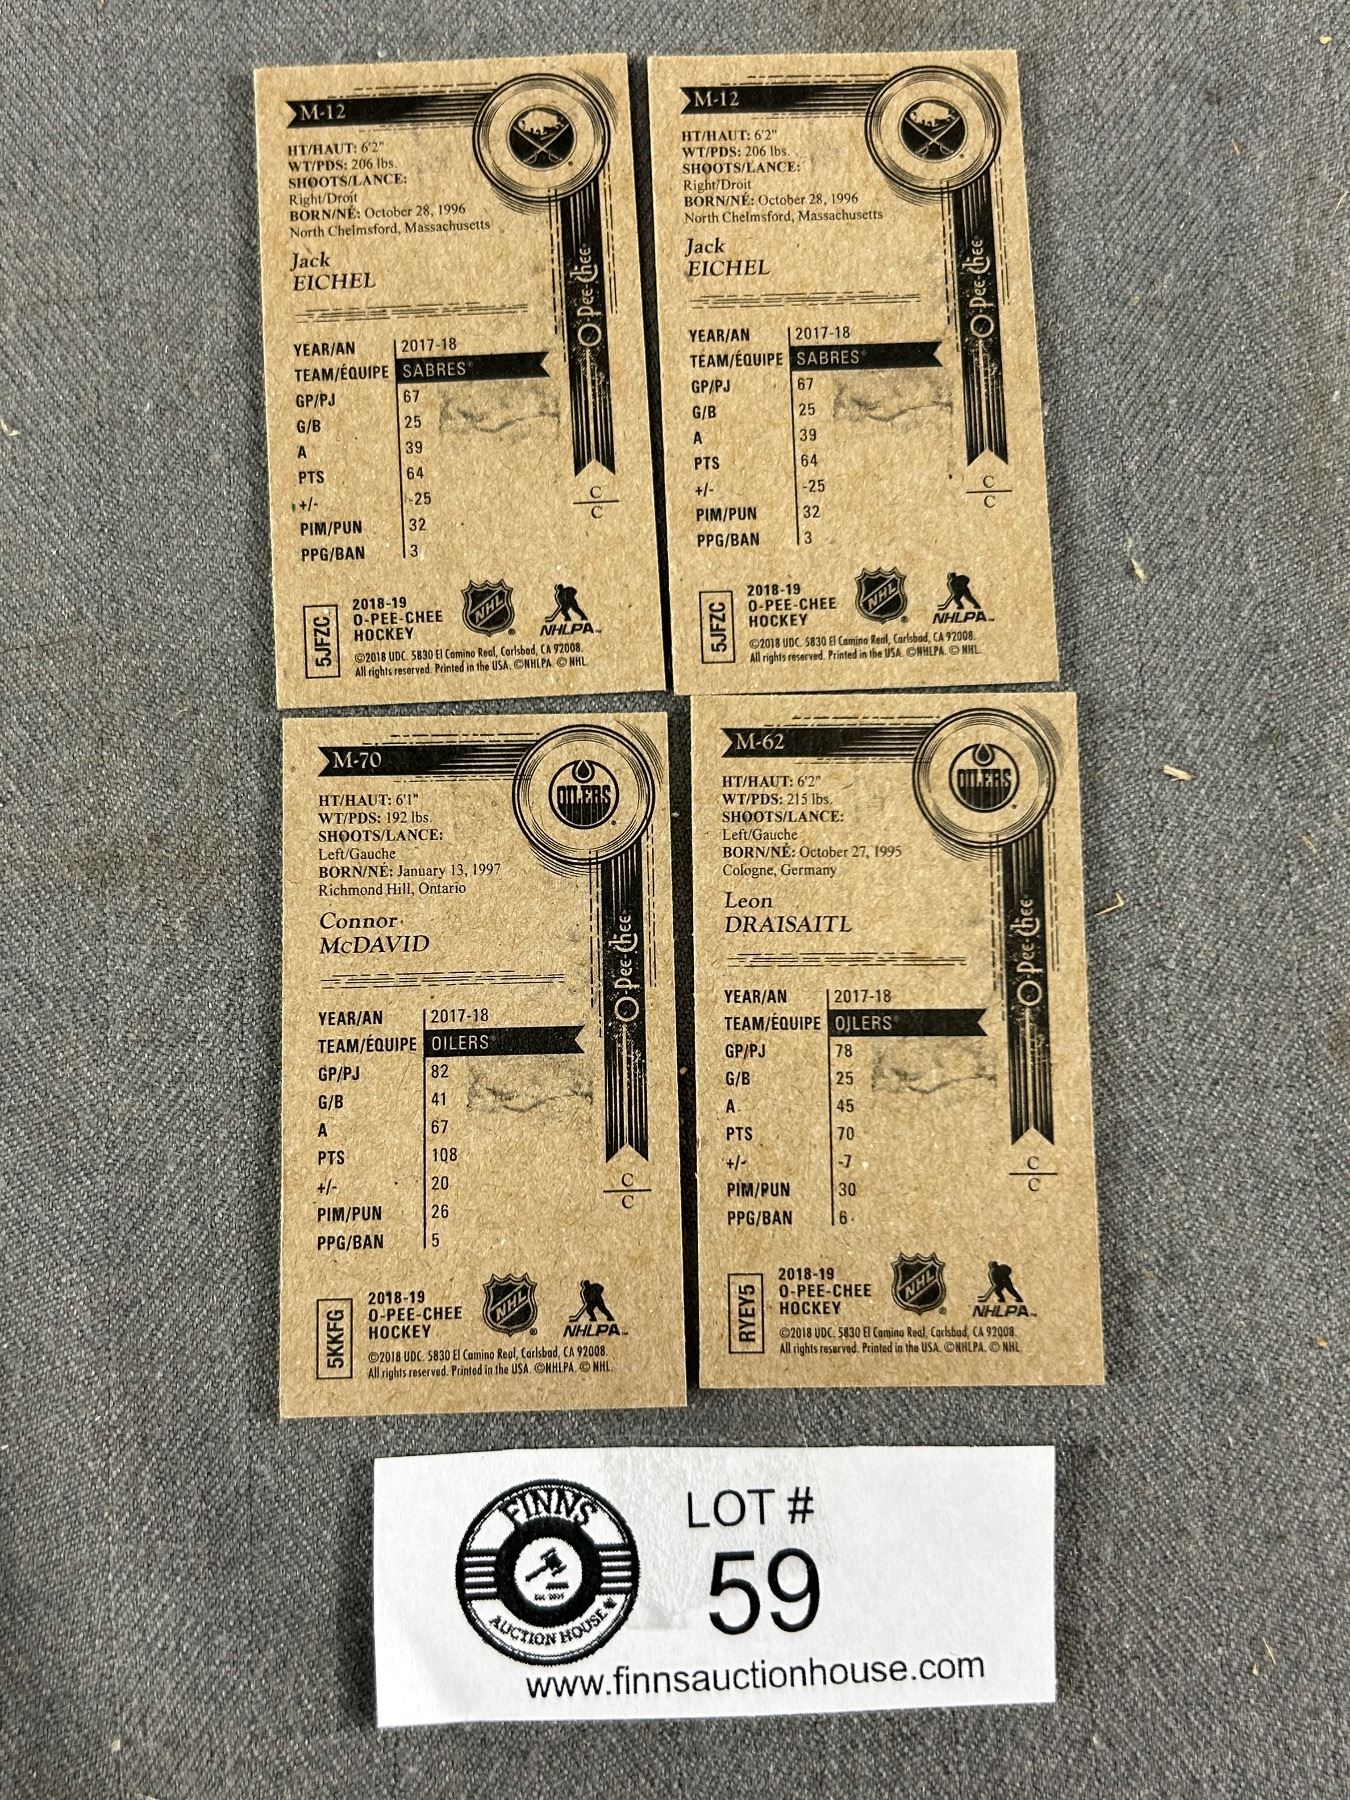 M-12
HT/HAUT: 6'2"
WT/PDS: 206 lbs.
SHOOTS/LANCE:
Right/Droit
BORN/NÉ: October 28, 1996
North Chelmsford, Massachusetts
Jack
EICHEL
O-Pee-Chee
YEAR/AN 2017-18
TEAM/ÉQUIPE SABRES
GP/PJ 67
G/B 25
A 39
PTS 64
+/- -25
PIM/PUN 32
PPG/BAN 3
C
C
5JFZC
2018-19
O-PEE-CHEE
HOCKEY
NHL
NHLPA
©2018 UDC. 5830 El Camino Real, Carlsbad, CA 92008.
All rights reserved. Printed in the USA. ©NHLPA. © NHL.
M-12
HT/HAUT: 6'2"
WT/PDS: 206 lbs.
SHOOTS/LANCE:
Right/Droit
BORN/NÉ: October 28, 1996
North Chelmsford, Massachusetts
Jack
EICHEL
O-Pee-Chee
YEAR/AN 2017-18
TEAM/ÉQUIPE SABRES
GP/PJ 67
G/B 25
A 39
PTS 64
+/- -25
PIM/PUN 32
PPG/BAN 3
C
C
5JFZC
2018-19
O-PEE-CHEE
HOCKEY
NHL
NHLPA
©2018 UDC. 5830 El Camino Real, Carlsbad, CA 92008.
All rights reserved. Printed in the USA. ©NHLPA. © NHL.
M-70
OILERS
HT/HAUT: 6'1"
WT/PDS: 192 lbs.
SHOOTS/LANCE:
Left/Gauche
BORN/NÉ: January 13, 1997
Richmond Hill, Ontario
Connor
McDAVID
O-Pee-Chee
YEAR/AN 2017-18
TEAM/ÉQUIPE OILERS
GP/PJ 82
G/B 41
A 67
PTS 108
+/- 20
PIM/PUN 26
PPG/BAN 5
C
C
5KKFG
2018-19
O-PEE-CHEE
HOCKEY
NHL
NHLPA
©2018 UDC. 5830 El Camino Real, Carlsbad, CA 92008.
All rights reserved. Printed in the USA. ©NHLPA. © NHL.
M-62
OILERS
HT/HAUT: 6'2"
WT/PDS: 215 lbs.
SHOOTS/LANCE:
Left/Gauche
BORN/NÉ: October 27, 1995
Cologne, Germany
Leon
DRAISAITL
O-Pee-Chee
YEAR/AN 2017-18
TEAM/ÉQUIPE OILERS
GP/PJ 78
G/B 25
A 45
PTS 70
+/- -7
PIM/PUN 30
PPG/BAN 6
C
C
RYEY5
2018-19
O-PEE-CHEE
HOCKEY
NHL
NHLPA
©2018 UDC. 5830 El Camino Real, Carlsbad, CA 92008.
All rights reserved. Printed in the USA. ©NHLPA. © NHL.
FINNS
AUCTION HOUSE
LOT #
59
www.finnsauctionhouse.com